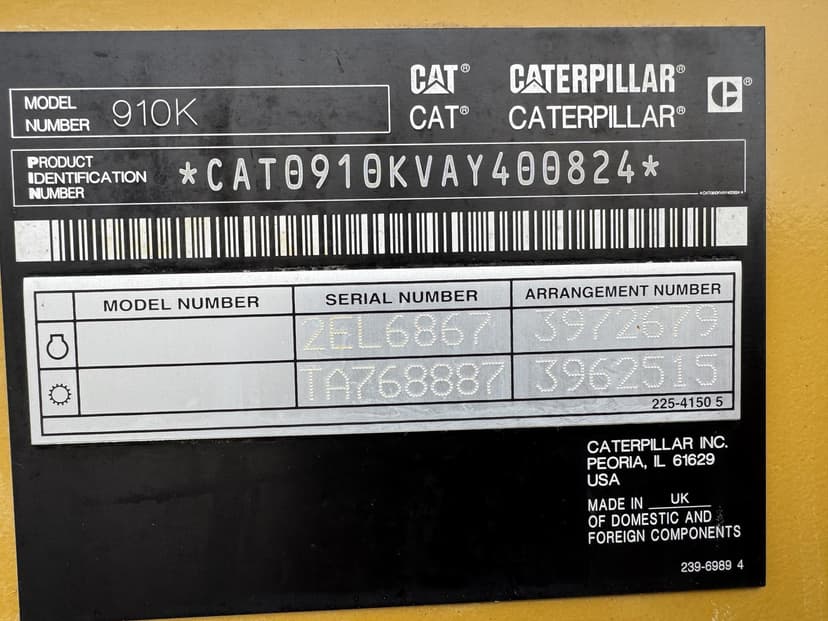 MODEL NUMBER 910K
CAT® CATERPILLAR® C®
CAT® CATERPILLAR®
PRODUCT IDENTIFICATION NUMBER *CAT0910KVAY400824*
*CAT0910KVAY400824*
MODEL NUMBER SERIAL NUMBER ARRANGEMENT NUMBER
2EL6867 3972679
TA768887 3962515
225-4150 5
CATERPILLAR INC.
PEORIA, IL 61629
USA
MADE IN UK
OF DOMESTIC AND
FOREIGN COMPONENTS
239-6989 4